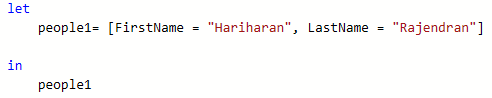 let
people1= [FirstName = "Hariharan", LastName = "Rajendran"]
in
people1